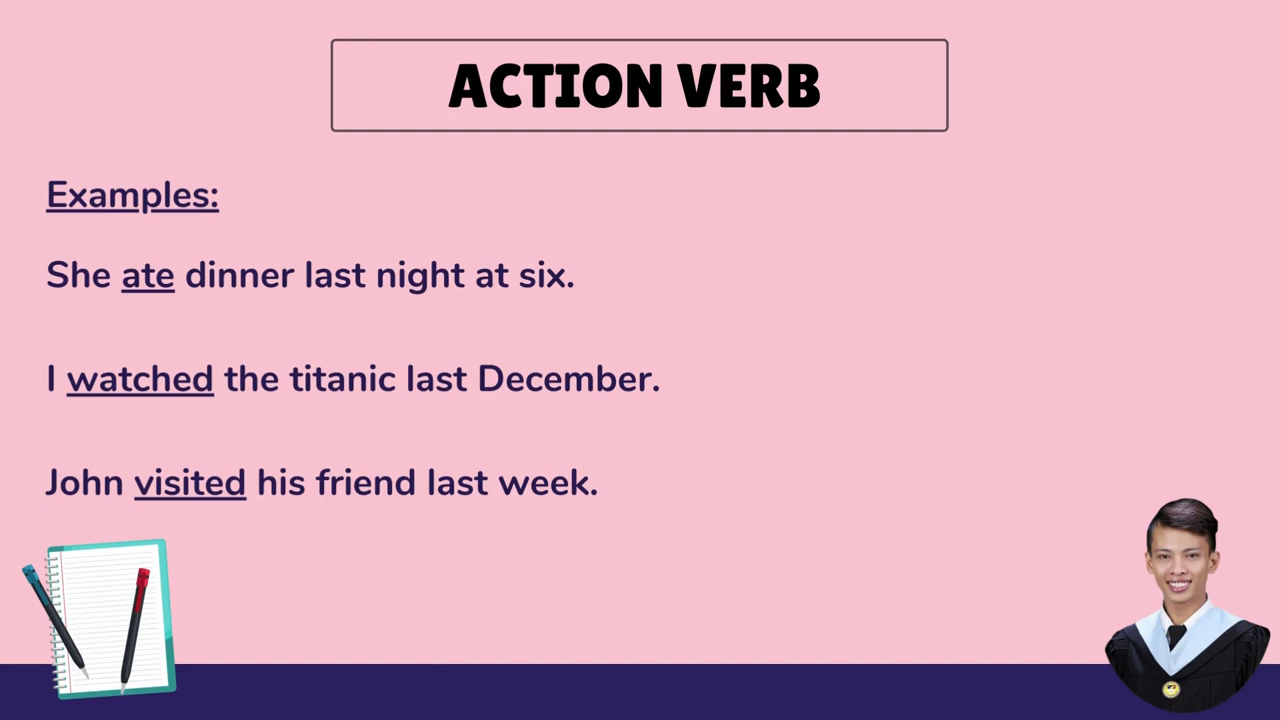 ACTION VERB
Examples:
She ate dinner last night at six.
I watched the titanic last December.
John visited his friend last week.